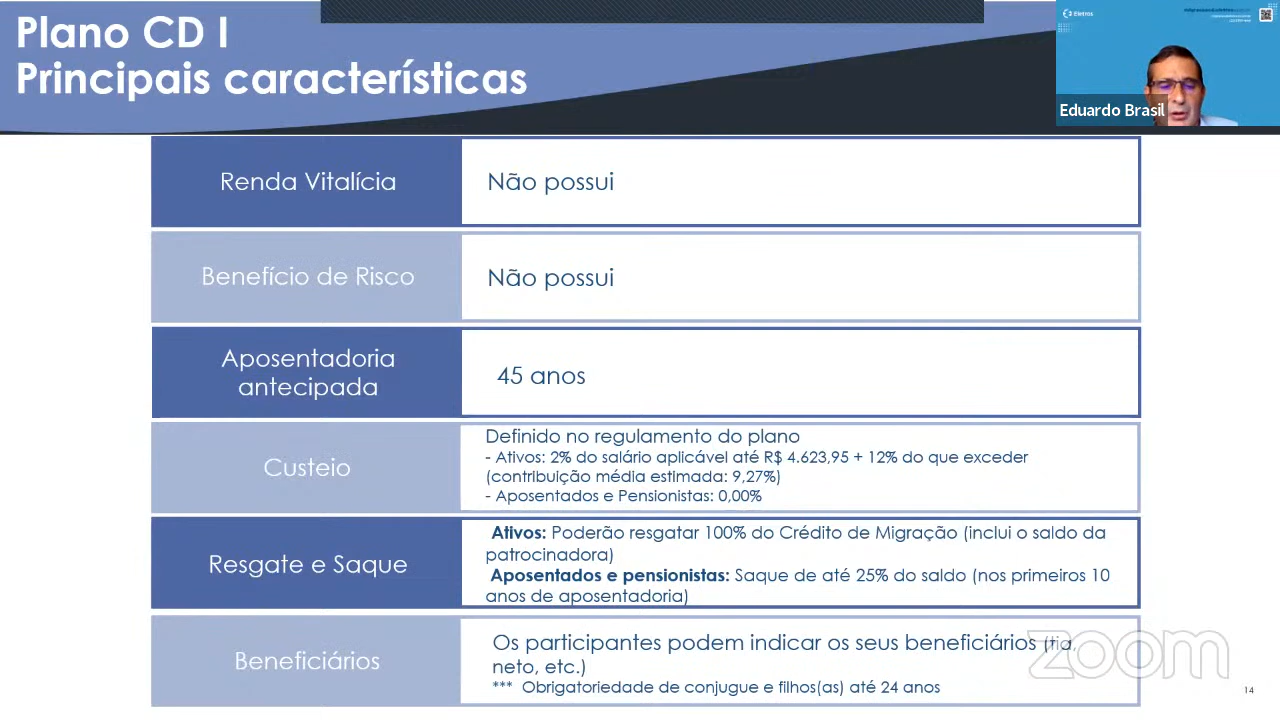 Plano CD I
Principais características
Eletros
Eduardo Brasil
Renda Vitalícia
Não possui
Benefício de Risco
Não possui
Aposentadoria
antecipada
45 anos
Custeio
Definido no regulamento do plano
- Ativos: 2% do salário aplicável até R$ 4.623,95 + 12% do que exceder
(contribuição média estimada: 9,27%)
- Aposentados e Pensionistas: 0,00%
Resgate e Saque
Ativos: Poderão resgatar 100% do Crédito de Migração (inclui o saldo da
patrocinadora)
Aposentados e pensionistas: Saque de até 25% do saldo (nos primeiros 10
anos de aposentadoria)
Beneficiários
Os participantes podem indicar os seus beneficiários (tia,
neto, etc.)
*** Obrigatoriedade de conjugue e filhos(as) até 24 anos
zoom
14